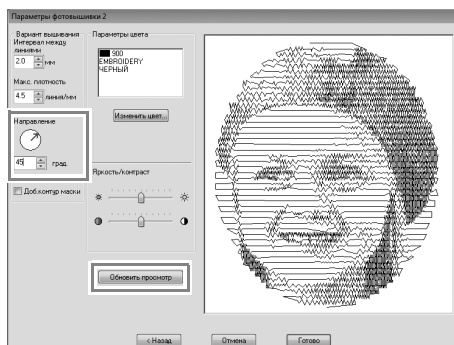 Параметры фотовышивки 2
Вариант вышивания
Интервал между
линиями
2.0 мм
Макс. плотность
4.5 линия/мм
Направление
45 град.
Доб.контур маски
Параметры цвета
900
EMBROIDERY
ЧЕРНЫЙ
Изменить цвет...
Яркость/контраст
Обновить просмотр
< Назад
Отмена
Готово